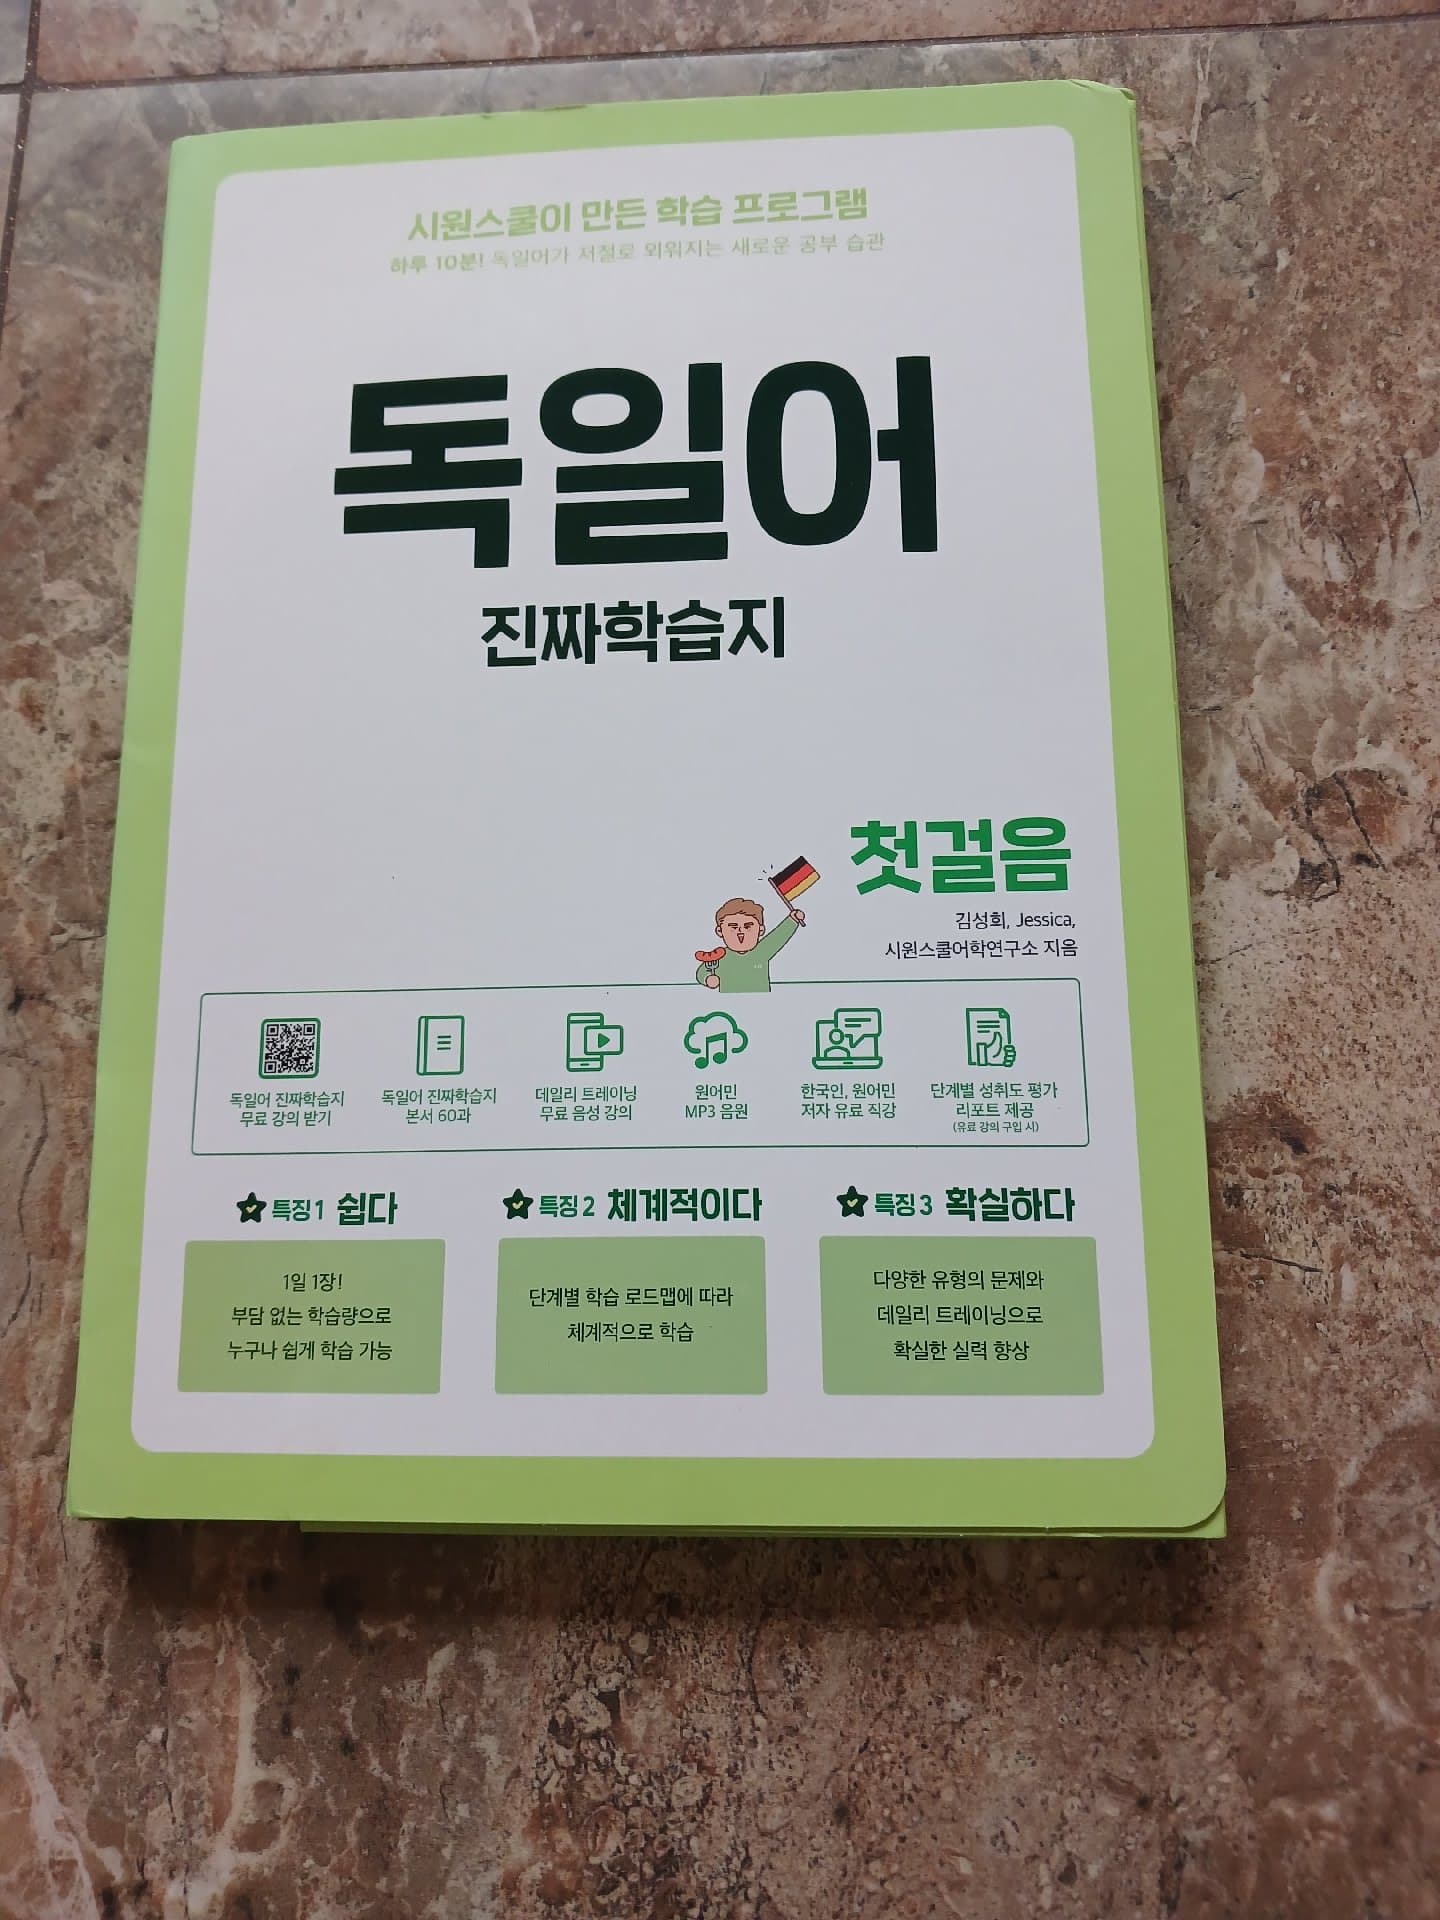 시원스쿨이 만든 학습 프로그램
하루 10분! 독일어가 저절로 외워지는 새로운 공부 습관
독일어
진짜학습지
첫걸음
김성희, Jessica,
시원스쿨어학연구소 지음
독일어 진짜학습지
무료 강의 받기
독일어 진짜학습지
본서 60과
데일리 트레이닝
무료 음성 강의
원어민
MP3 음원
한국인, 원어민
저자 유료 직강
단계별 성취도 평가
리포트 제공
(유료 강의 구입 시)
특징 1 쉽다
1일 1장!
부담 없는 학습량으로
누구나 쉽게 학습 가능
특징 2 체계적이다
단계별 학습 로드맵에 따라
체계적으로 학습
특징 3 확실하다
다양한 유형의 문제와
데일리 트레이닝으로
확실한 실력 향상